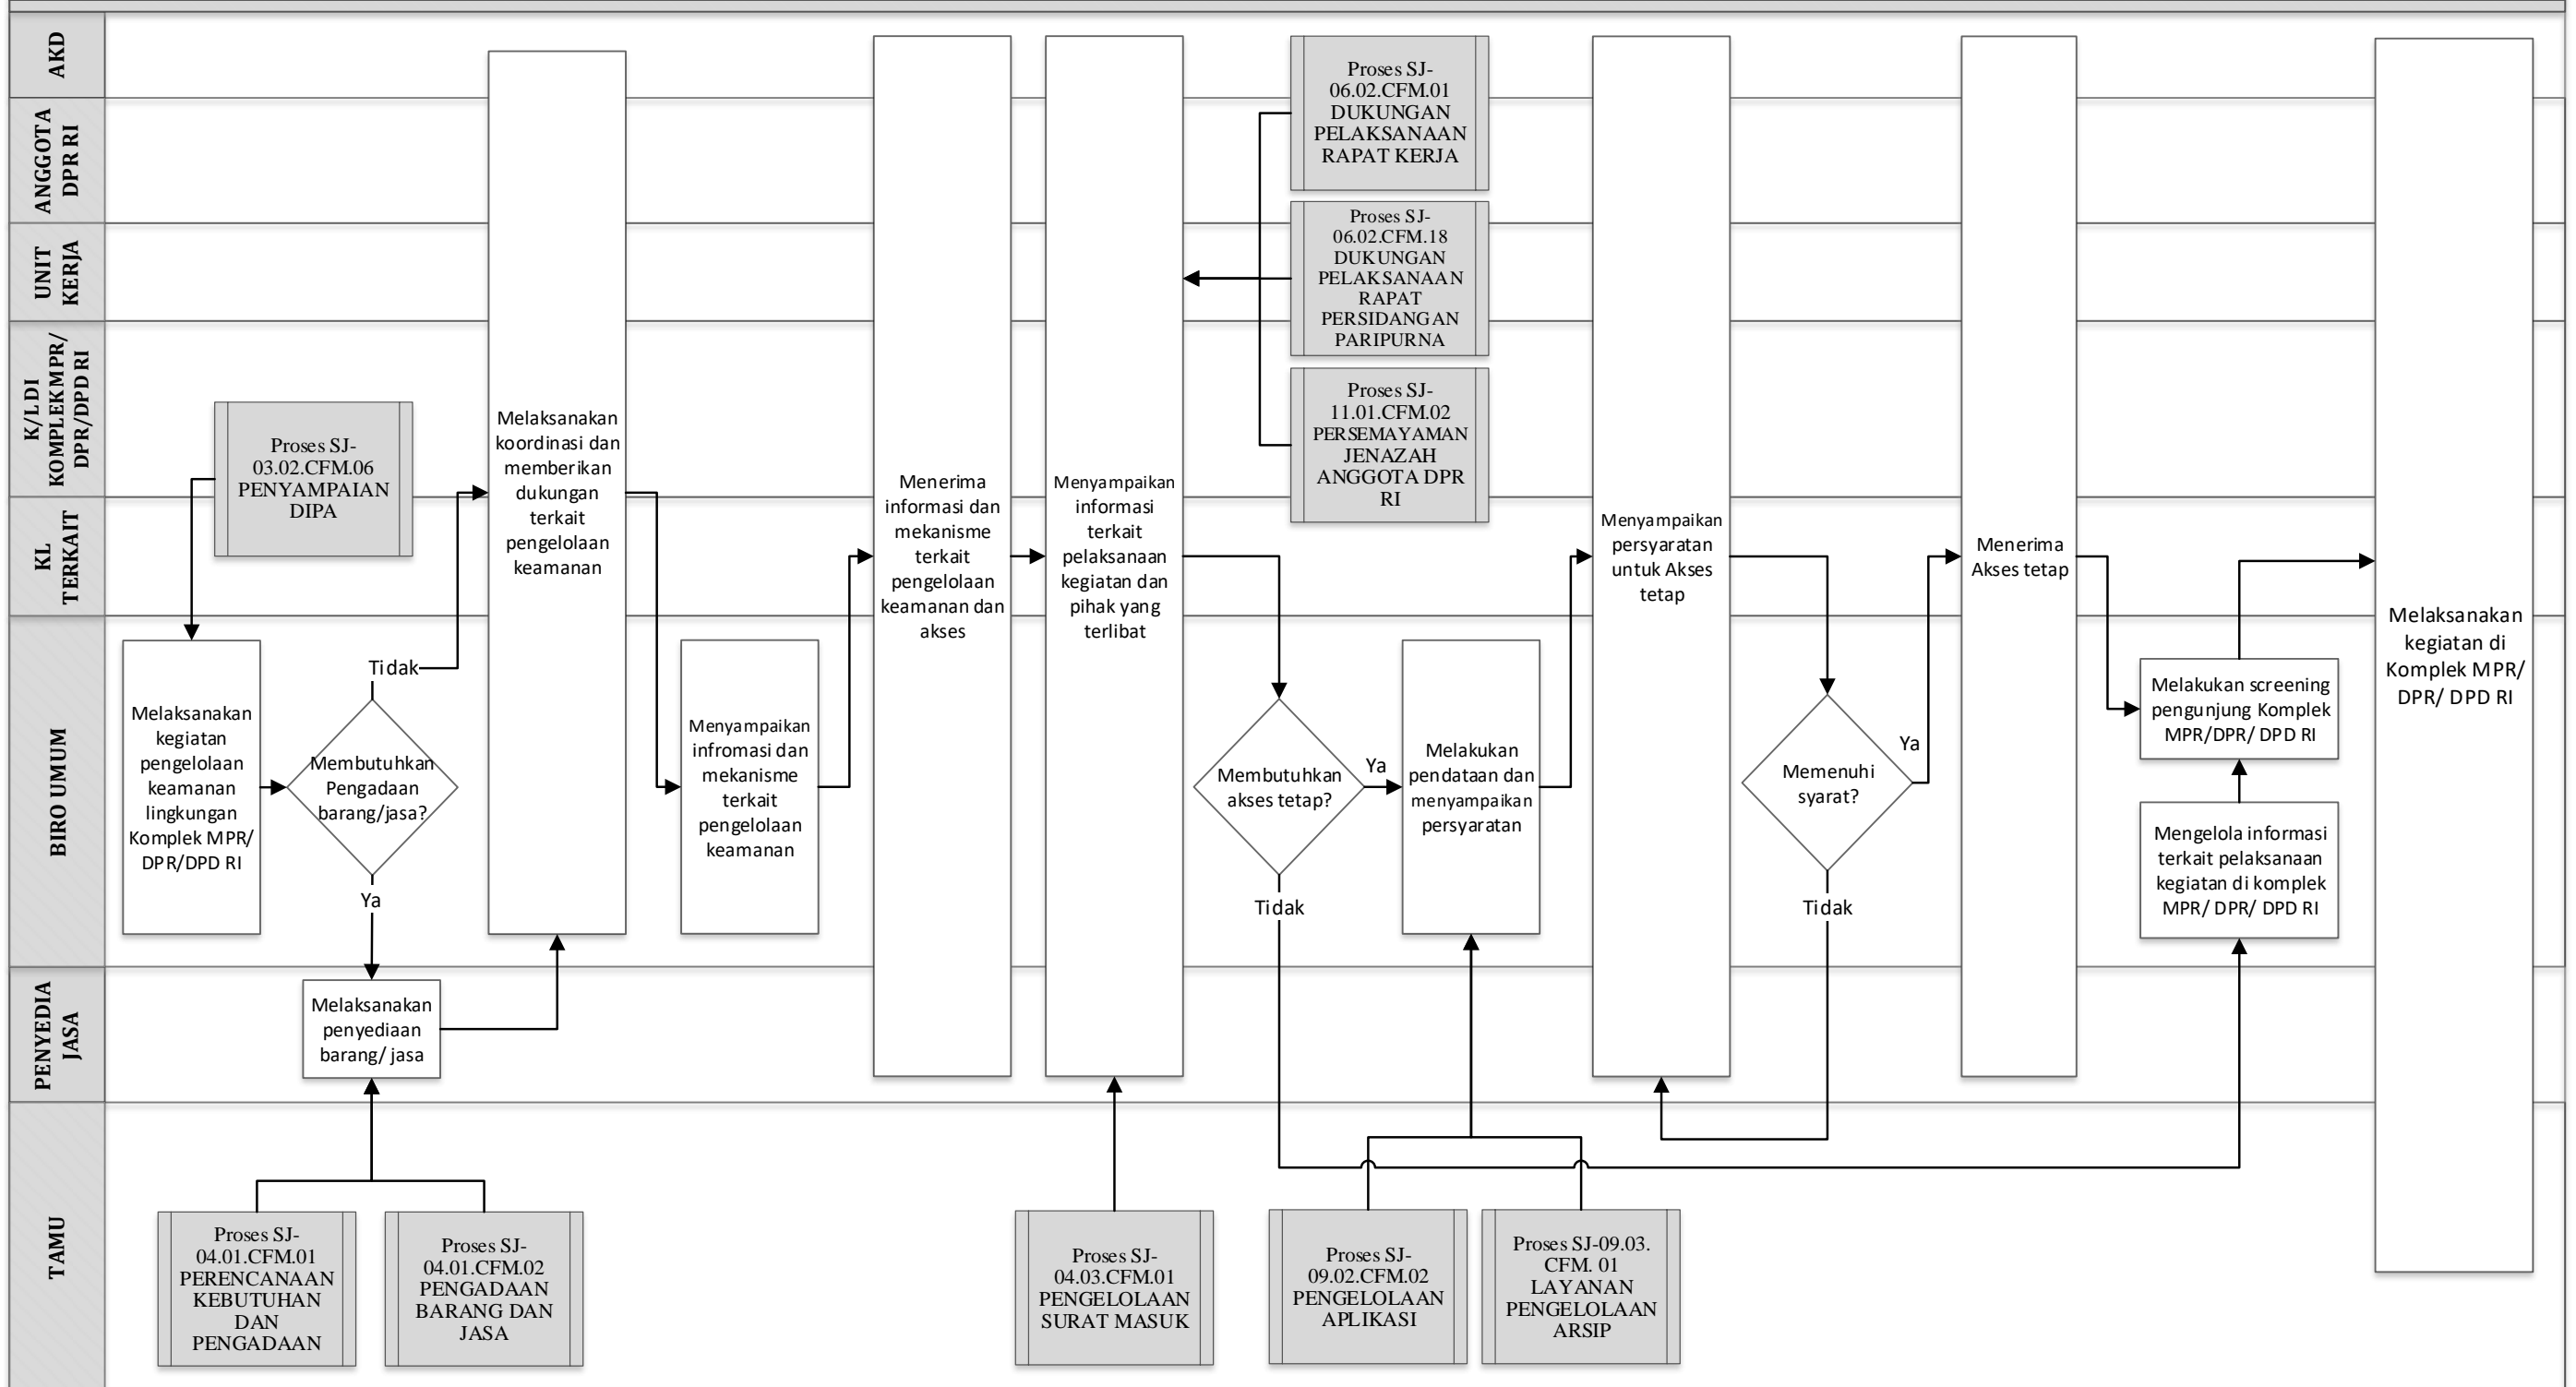 AKD
ANGGOTA
DPR RI
UNIT
KERJA
K/L DI
KOMPLEK MPR/
DPR/DPD RI
KL
TERKAIT
BIRO UMUM
PENYEDIA
JASA
TAMU
Proses SJ-
03.02.CFM.06
PENYAMPAIAN
DIPA
Melaksanakan
kegiatan
pengelolaan
keamanan
lingkungan
Komplek MPR/
DPR/DPD RI
Tidak
Membutuhkan
Pengadaan
barang/jasa?
Ya
Melaksanakan
penyediaan
barang/ jasa
Proses SJ-
04.01.CFM.01
PERENCANAAN
KEBUTUHAN
DAN
PENGADAAN
Proses SJ-
04.01.CFM.02
PENGADAAN
BARANG DAN
JASA
Melaksanakan
koordinasi dan
memberikan
dukungan
terkait
pengelolaan
keamanan
Menyampaikan
infromasi dan
mekanisme
terkait
pengelolaan
keamanan
Menerima
informasi dan
mekanisme
terkait
pengelolaan
keamanan dan
akses
Menyampaikan
informasi
terkait
pelaksanaan
kegiatan dan
pihak yang
terlibat
Proses SJ-
04.03.CFM.01
PENGELOLAAN
SURAT MASUK
Proses SJ-
06.02.CFM.01
DUKUNGAN
PELAKSANAAN
RAPAT KERJA
Proses SJ-
06.02.CFM.18
DUKUNGAN
PELAKSANAAN
RAPAT
PERSIDANGAN
PARIPURNA
Proses SJ-
11.01.CFM.02
PERSEMAYAMAN
JENAZAH
ANGGOTA DPR
RI
Membutuhkan
akses tetap?
Ya
Tidak
Melakukan
pendataan dan
menyampaikan
persyaratan
Proses SJ-
09.02.CFM.02
PENGELOLAAN
APLIKASI
Proses SJ-09.03.
CFM. 01
LAYANAN
PENGELOLAAN
ARSIP
Menyampaikan
persyaratan
untuk Akses
tetap
Memenuhi
syarat?
Ya
Tidak
Menerima
Akses tetap
Melakukan screening
pengunjung Komplek
MPR/DPR/ DPD RI
Mengelola informasi
terkait pelaksanaan
kegiatan di komplek
MPR/ DPR/ DPD RI
Melaksanakan
kegiatan di
Komplek MPR/
DPR/ DPD RI